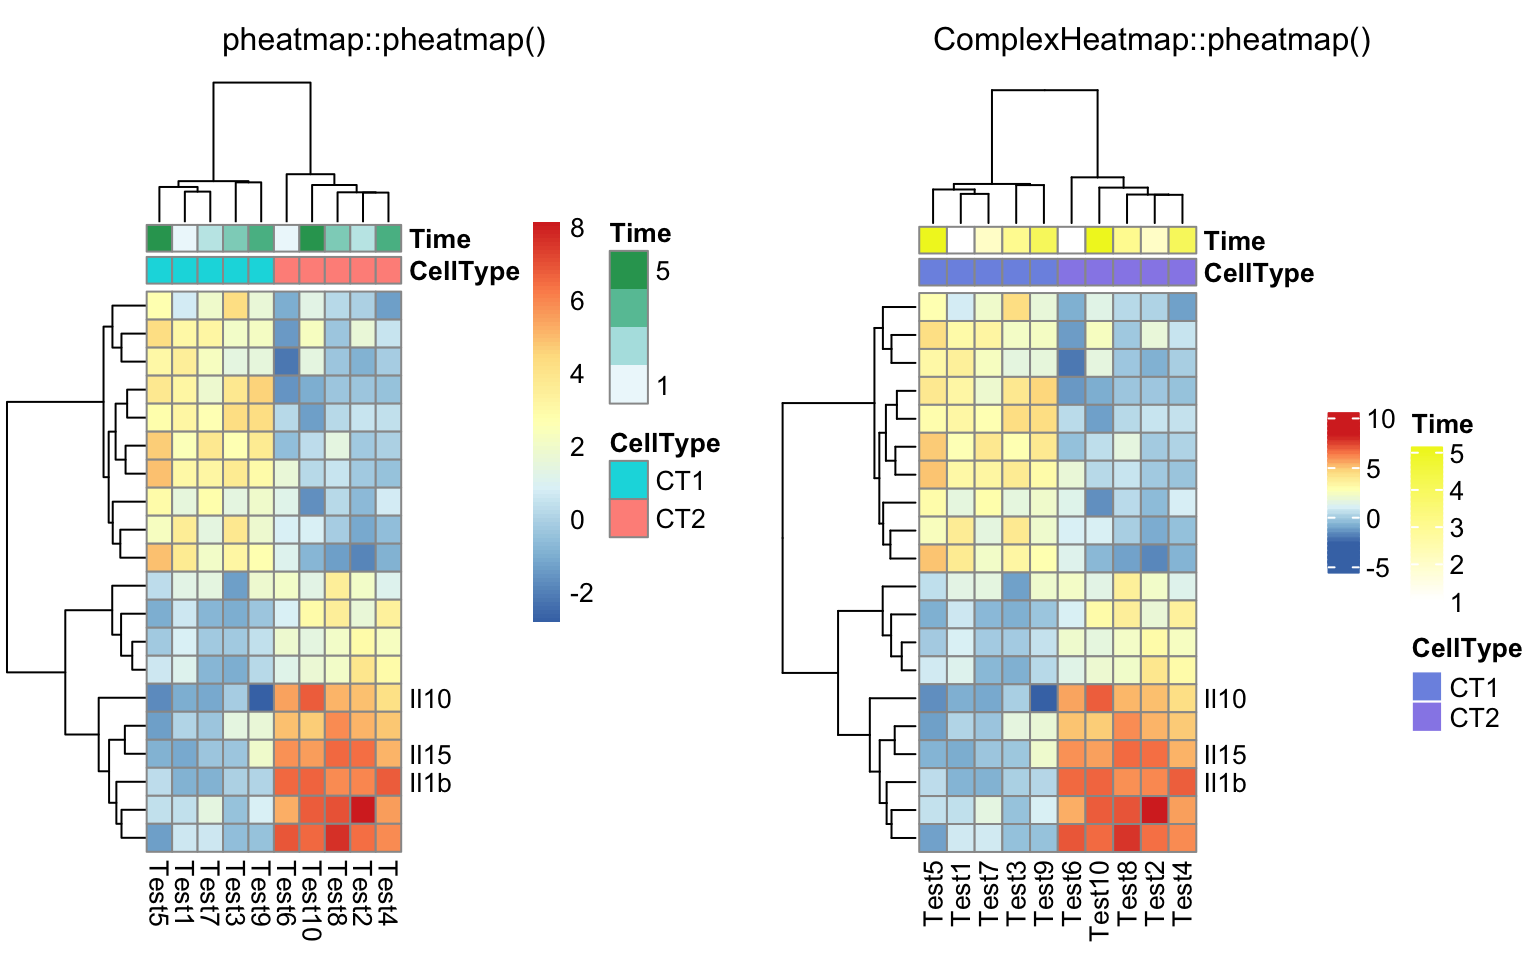 pheatmap::pheatmap()
Time
CellType
8
6
4
2
0
-2
Time
5
1
CellType
CT1
CT2
Il10
Il15
Il1b
Test5
Test1
Test7
Test3
Test9
Test6
Test10
Test8
Test2
Test4
ComplexHeatmap::pheatmap()
Time
CellType
10
5
0
-5
Time
5
4
3
2
1
CellType
CT1
CT2
Il10
Il15
Il1b
Test5
Test1
Test7
Test3
Test9
Test6
Test10
Test8
Test2
Test4